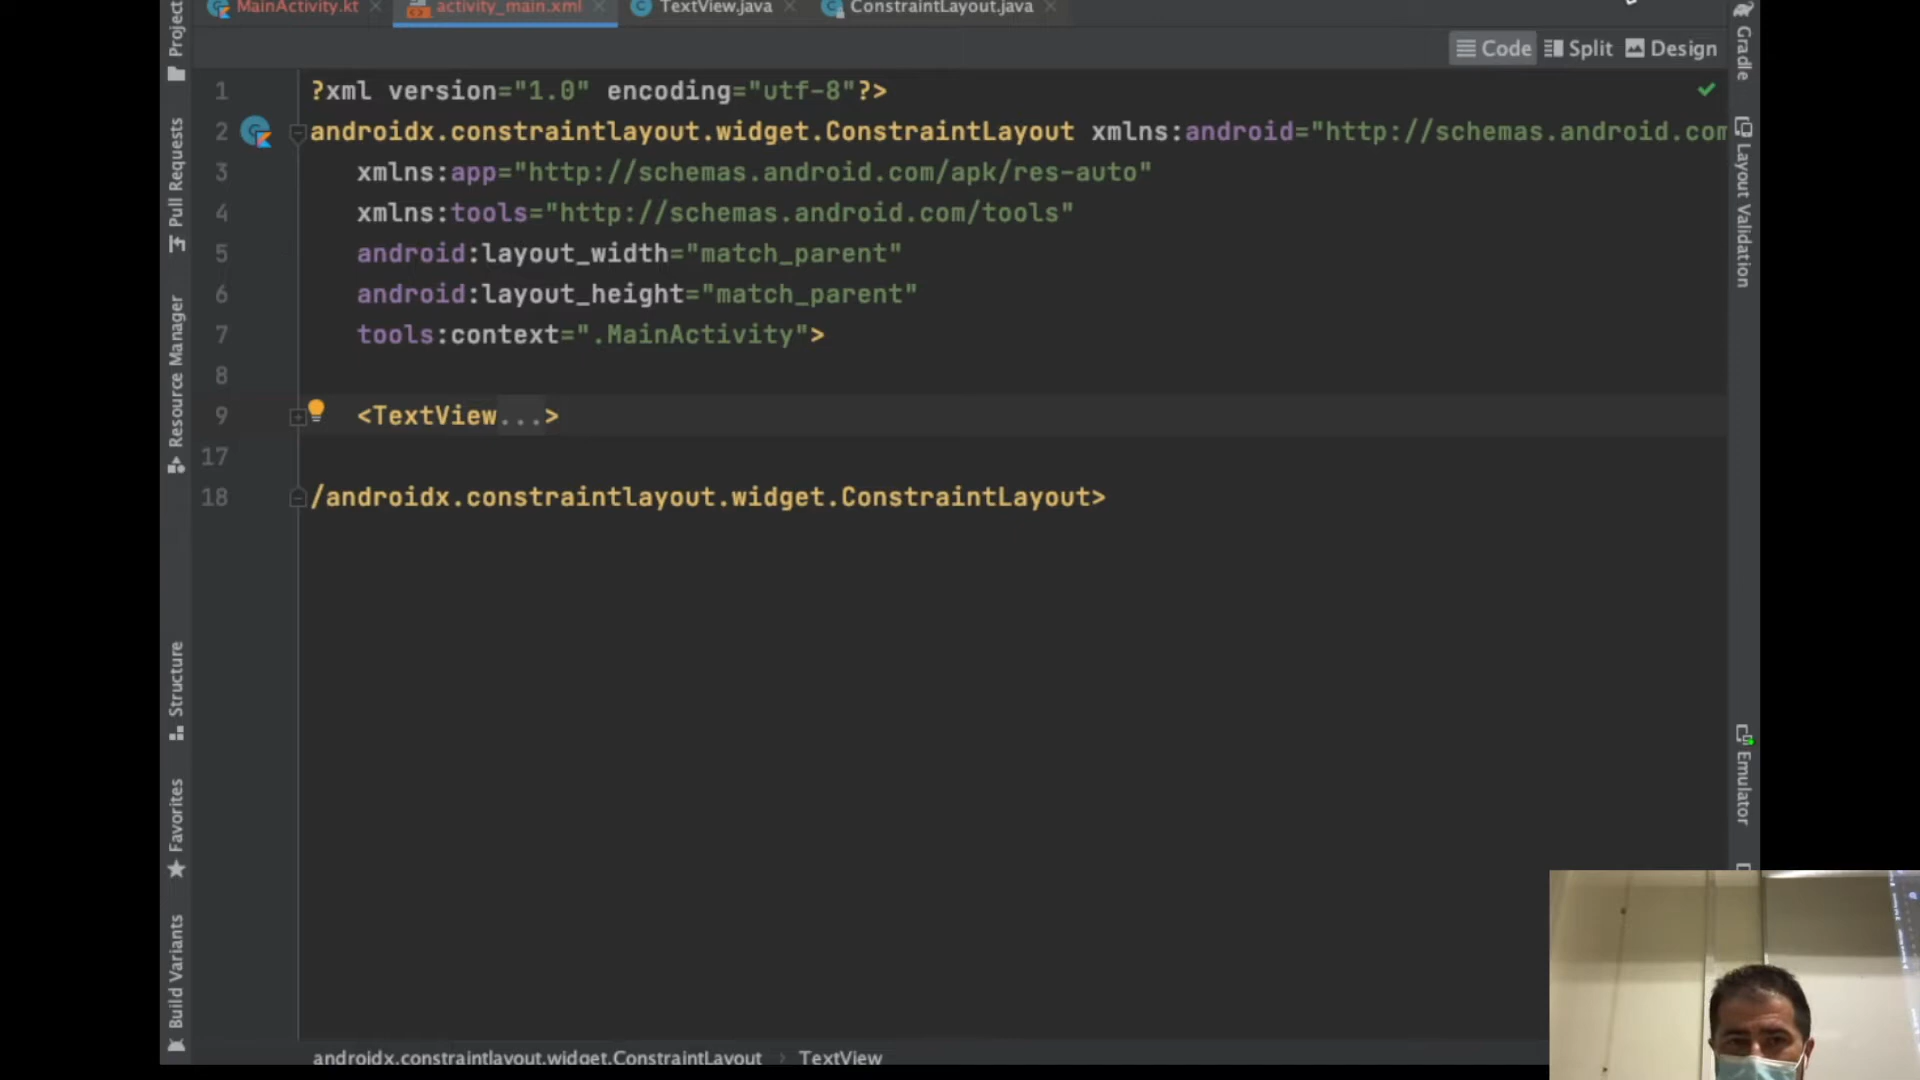 MainActivity.kt
activity_main.xml
TextView.java
ConstraintLayout.java
Code
Split
Design
1 ?xml version="1.0" encoding="utf-8"?>
2 androidx.constraintlayout.widget.ConstraintLayout xmlns:android="http://schemas.android.com
3 xmlns:app="http://schemas.android.com/apk/res-auto"
4 xmlns:tools="http://schemas.android.com/tools"
5 android:layout_width="match_parent"
6 android:layout_height="match_parent"
7 tools:context=".MainActivity">
8
9 <TextView...>
17
18 /androidx.constraintlayout.widget.ConstraintLayout>
androidx.constraintlayout.widget.ConstraintLayout › TextView
Project
Pull Requests
Resource Manager
Structure
Favorites
Build Variants
Gradle
Layout Validation
Emulator